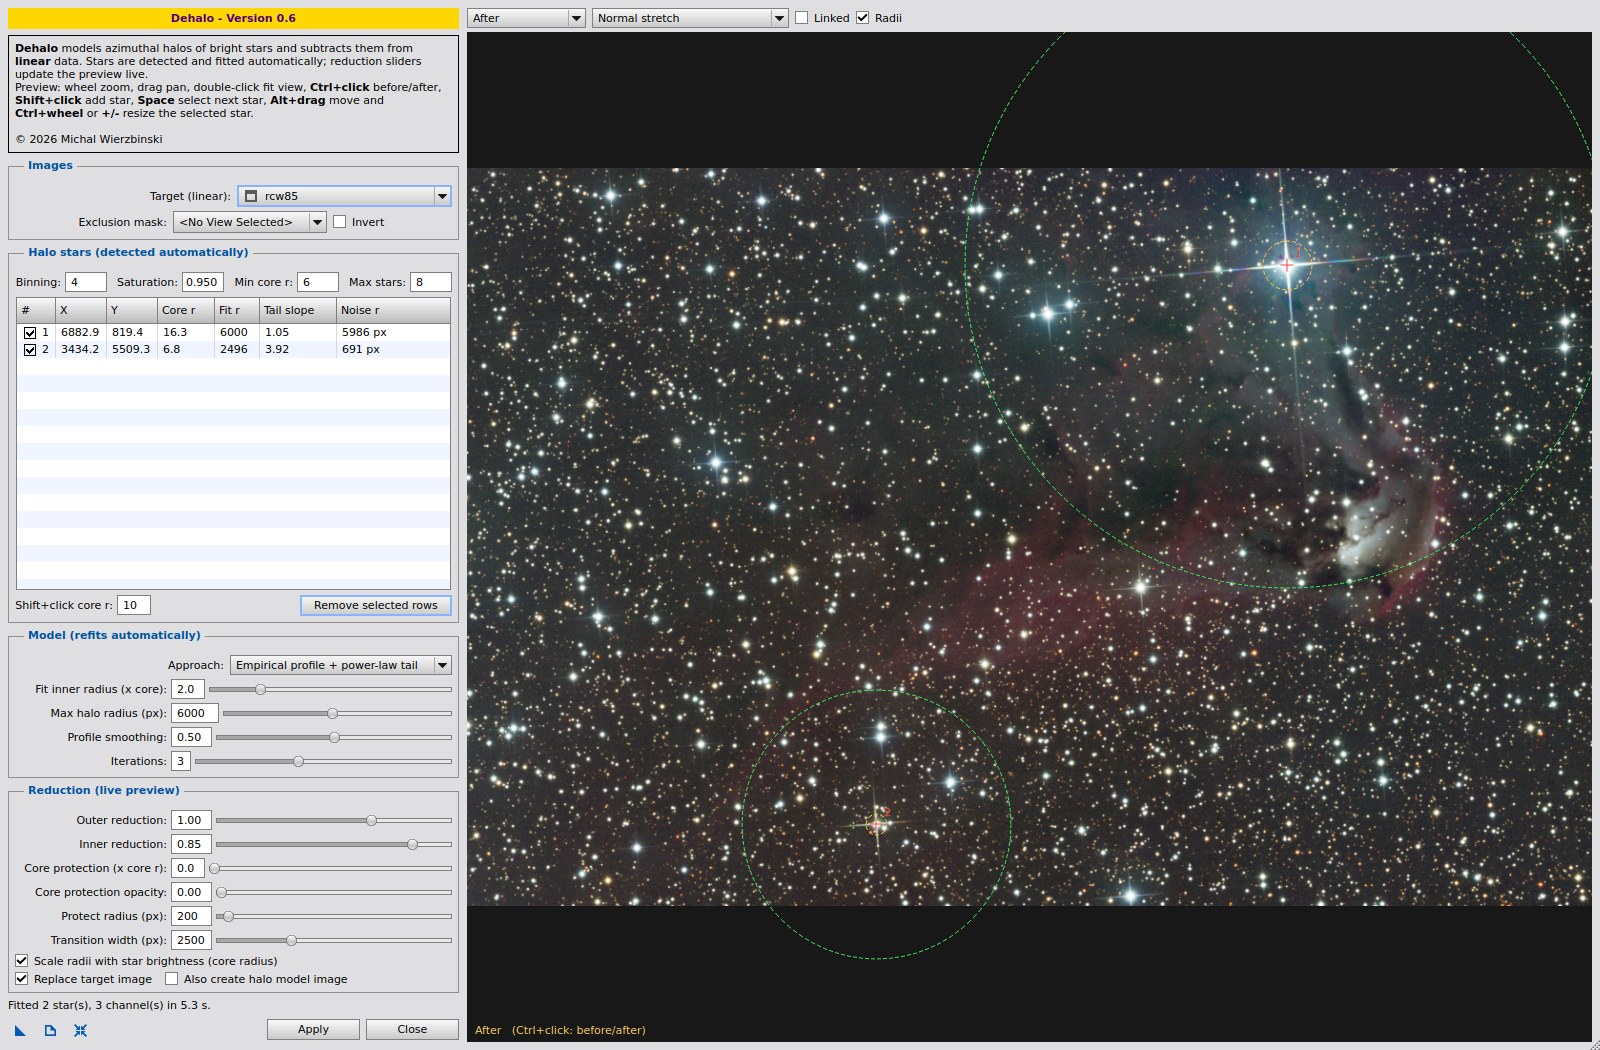 Dehalo - Version 0.6
Dehalo models azimuthal halos of bright stars and subtracts them from
linear data. Stars are detected and fitted automatically; reduction sliders
update the preview live.
Preview: wheel zoom, drag pan, double-click fit view, Ctrl+click before/after,
Shift+click add star, Space select next star, Alt+drag move and
Ctrl+wheel or +/- resize the selected star.
© 2026 Michal Wierzbinski
Images
Target (linear): rcw85
Exclusion mask: <No View Selected> Invert
Halo stars (detected automatically)
Binning: 4 Saturation: 0.950 Min core r: 6 Max stars: 8
# X Y Core r Fit r Tail slope Noise r
1 6882.9 819.4 16.3 6000 1.05 5986 px
2 3434.2 5509.3 6.8 2496 3.92 691 px
Shift+click core r: 10 Remove selected rows
Model (refits automatically)
Approach: Empirical profile + power-law tail
Fit inner radius (x core): 2.0
Max halo radius (px): 6000
Profile smoothing: 0.50
Iterations: 3
Reduction (live preview)
Outer reduction: 1.00
Inner reduction: 0.85
Core protection (x core r): 0.0
Core protection opacity: 0.00
Protect radius (px): 200
Transition width (px): 2500
Scale radii with star brightness (core radius)
Replace target image Also create halo model image
Fitted 2 star(s), 3 channel(s) in 5.3 s.
Apply Close
After Normal stretch Linked Radii
1
2
After (Ctrl+click: before/after)